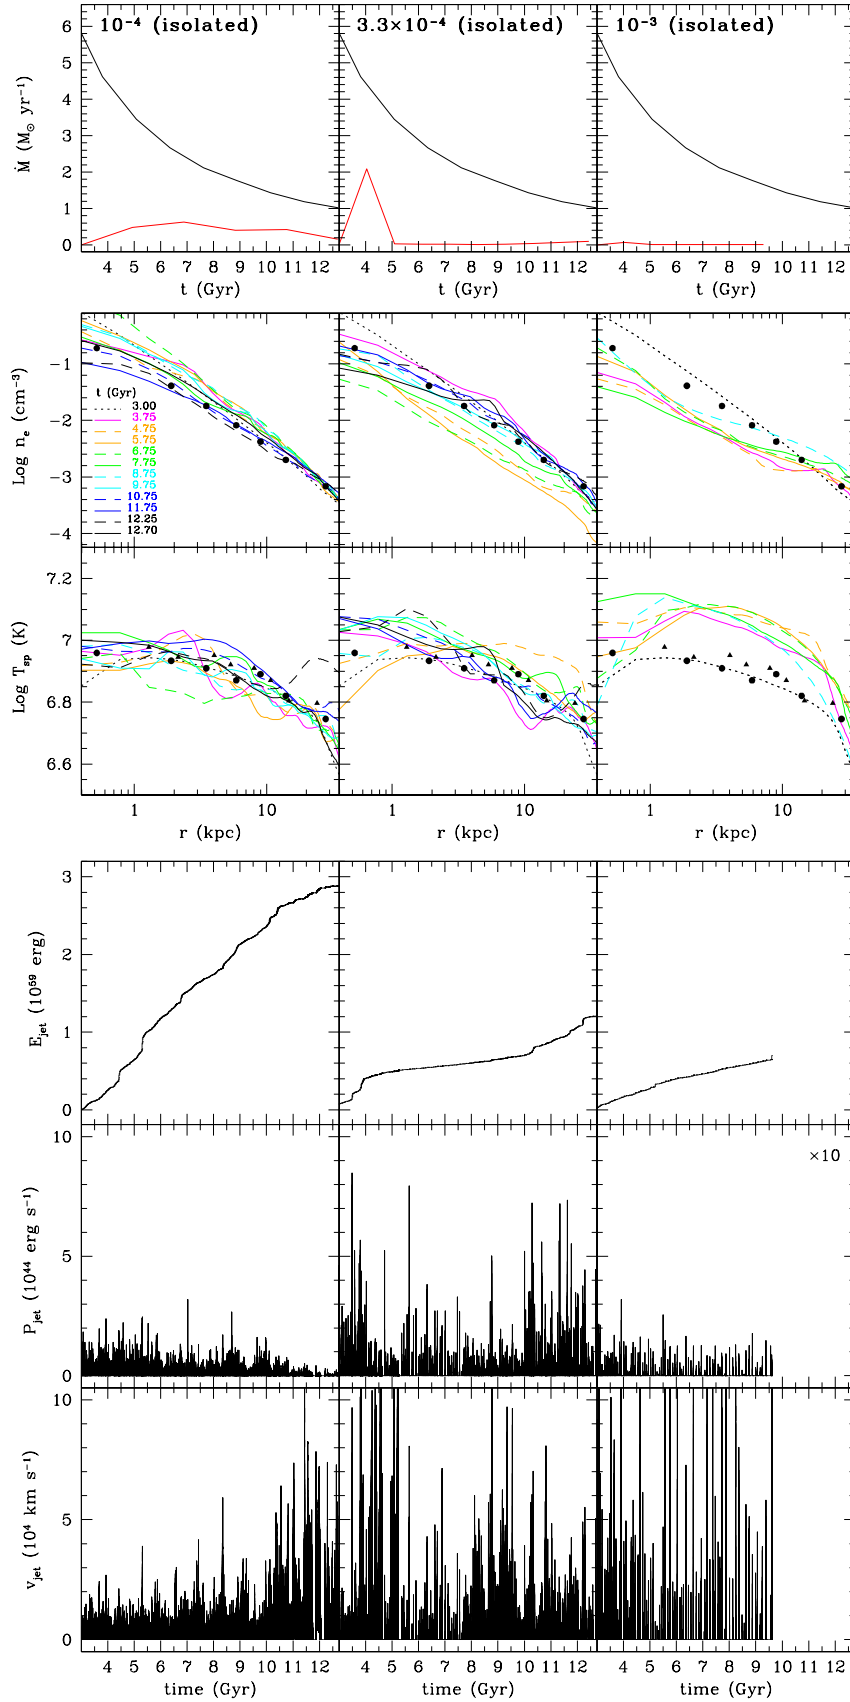 10⁻⁴ (isolated) 3.3×10⁻⁴ (isolated) 10⁻³ (isolated)
6
5
4
3
2
1
0
Ṁ (M⊙ yr⁻¹)
4 5 6 7 8 9 10 11 12 4 5 6 7 8 9 10 11 12 4 5 6 7 8 9 10 11 12
t (Gyr) t (Gyr) t (Gyr)
−1
−2
−3
−4
Log nₑ (cm⁻³)
t (Gyr)
3.00
3.75
4.75
5.75
6.75
7.75
8.75
9.75
10.75
11.75
12.25
12.70
7.2
7
6.8
6.6
Log Tsp (K)
1 10 1 10 1 10
r (kpc) r (kpc) r (kpc)
3
2
1
0
Ejet (10⁵⁹ erg)
10
5
0
Pjet (10⁴⁴ erg s⁻¹)
×10
10
5
0
vjet (10⁴ km s⁻¹)
4 5 6 7 8 9 10 11 12 4 5 6 7 8 9 10 11 12 4 5 6 7 8 9 10 11 12
time (Gyr) time (Gyr) time (Gyr)